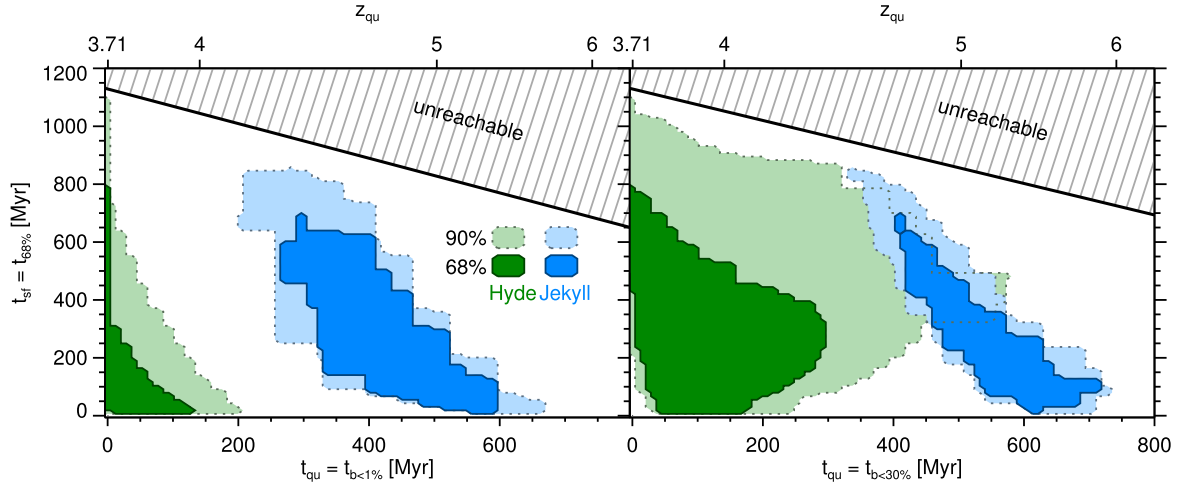 z_qu z_qu
3.71 4 5 6 3.71 4 5 6
1200
unreachable unreachable
1000
800
600 90%
68%
Hyde Jekyll
400
200
0
t_sf = t_68% [Myr]
0 200 400 600 0 200 400 600 800
t_qu = t_b<1% [Myr] t_qu = t_b<30% [Myr]